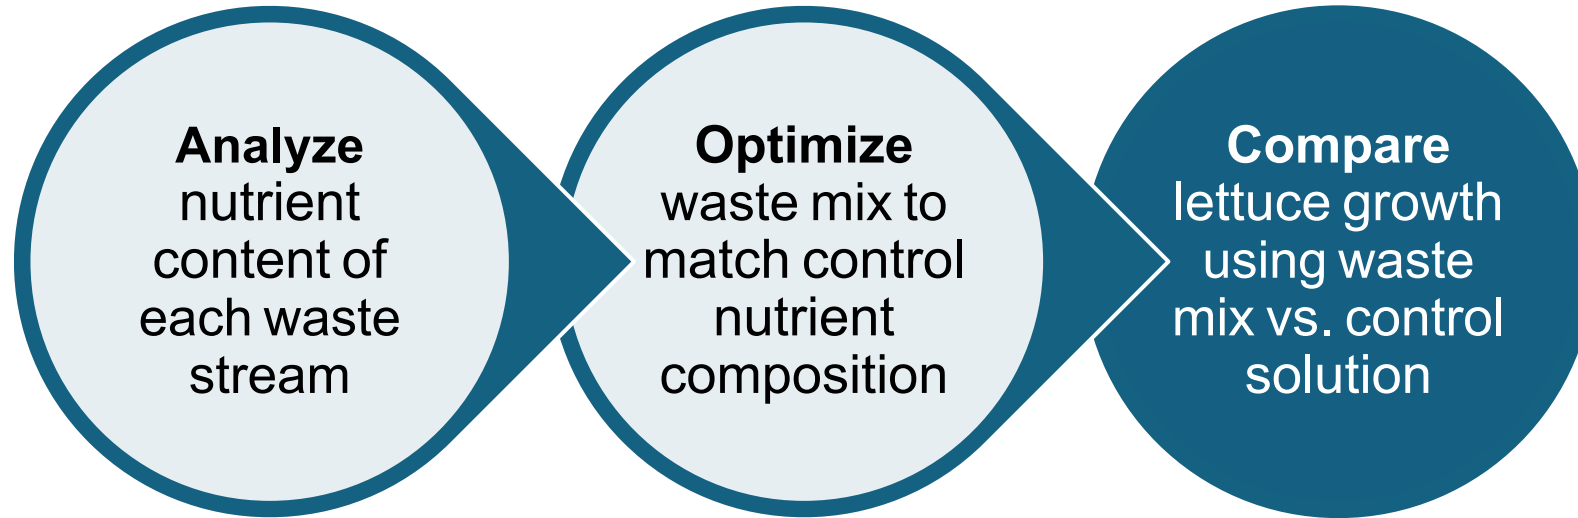 Analyze
nutrient
content of
each waste
stream
Optimize
waste mix to
match control
nutrient
composition
Compare
lettuce growth
using waste
mix vs. control
solution